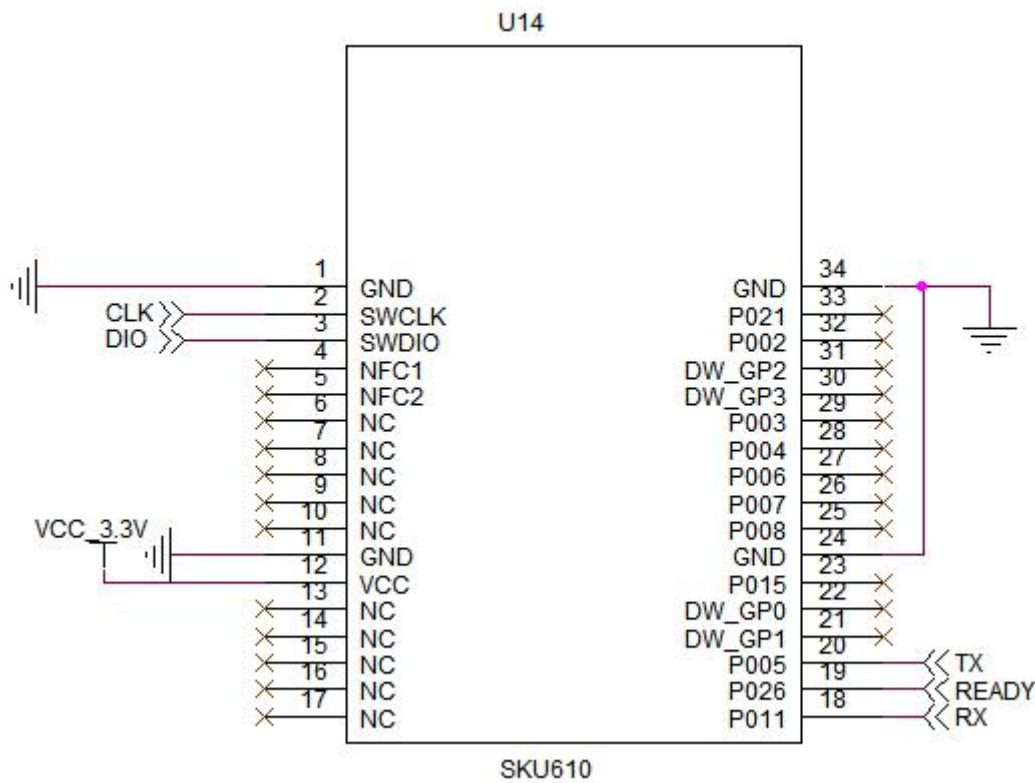 U14
1 34
GND GND
2 33
CLK SWCLK P021
3 32
DIO SWDIO P002
4 31
NFC1 DW_GP2
5 30
NFC2 DW_GP3
6 29
NC P003
7 28
NC P004
8 27
NC P006
9 26
NC P007
10 25
NC P008
VCC_3.3V
11 24
GND GND
12 23
VCC P015
13 22
NC DW_GP0
14 21
NC DW_GP1
15 20
NC P005 TX
16 19
NC P026 READY
17 18
NC P011 RX
SKU610